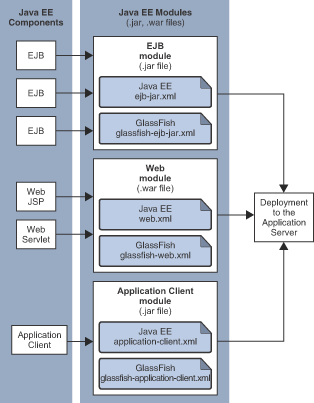 Java EE
Components
Java EE Modules
(.jar, .war files)
EJB
EJB
EJB
EJB
module
(.jar file)
Java EE
ejb-jar.xml
GlassFish
glassfish-ejb-jar.xml
Web
JSP
Web
Servlet
Web
module
(.war file)
Java EE
web.xml
GlassFish
glassfish-web.xml
Deployment
to the
Application
Server
Application
Client
Application Client
module
(.jar file)
Java EE
application-client.xml
GlassFish
glassfish-application-client.xml